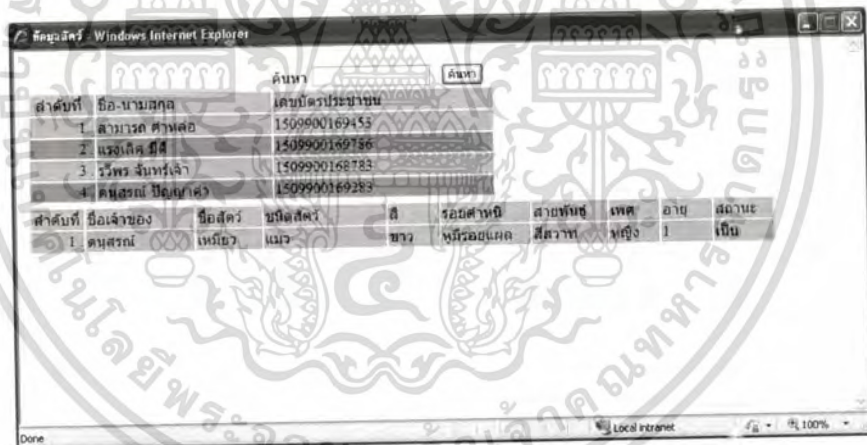 ข้อมูลสัตว์ - Windows Internet Explorer
ค้นหา ค้นหา
ลำดับที่ ชื่อ-นามสกุล เลขบัตรประชาชน
1 สามารถ ศาหล่อ 1509900169453
2 แรงเลิศ มีดี 1509900169786
3 รวีพร จันทร์เจ้า 1509900168783
4 คนุสรณ์ ปัญญาคำ 1509900169283
ลำดับที่ ชื่อเจ้าของ ชื่อสัตว์ ชนิดสัตว์ สี รอยตำหนิ สายพันธุ์ เพศ อายุ สถานะ
1 คนุสรณ์ เหมียว แมว ขาว หูมีรอยแผล สีสวาท หญิง 1 เป็น
Done Local intranet 100%